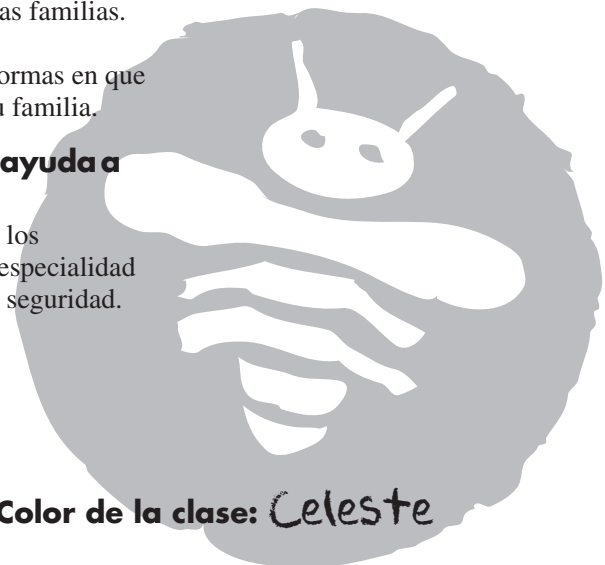 as familias.
ormas en que
u familia.
ayuda a
los
especialidad
seguridad.
Color de la clase: Celeste